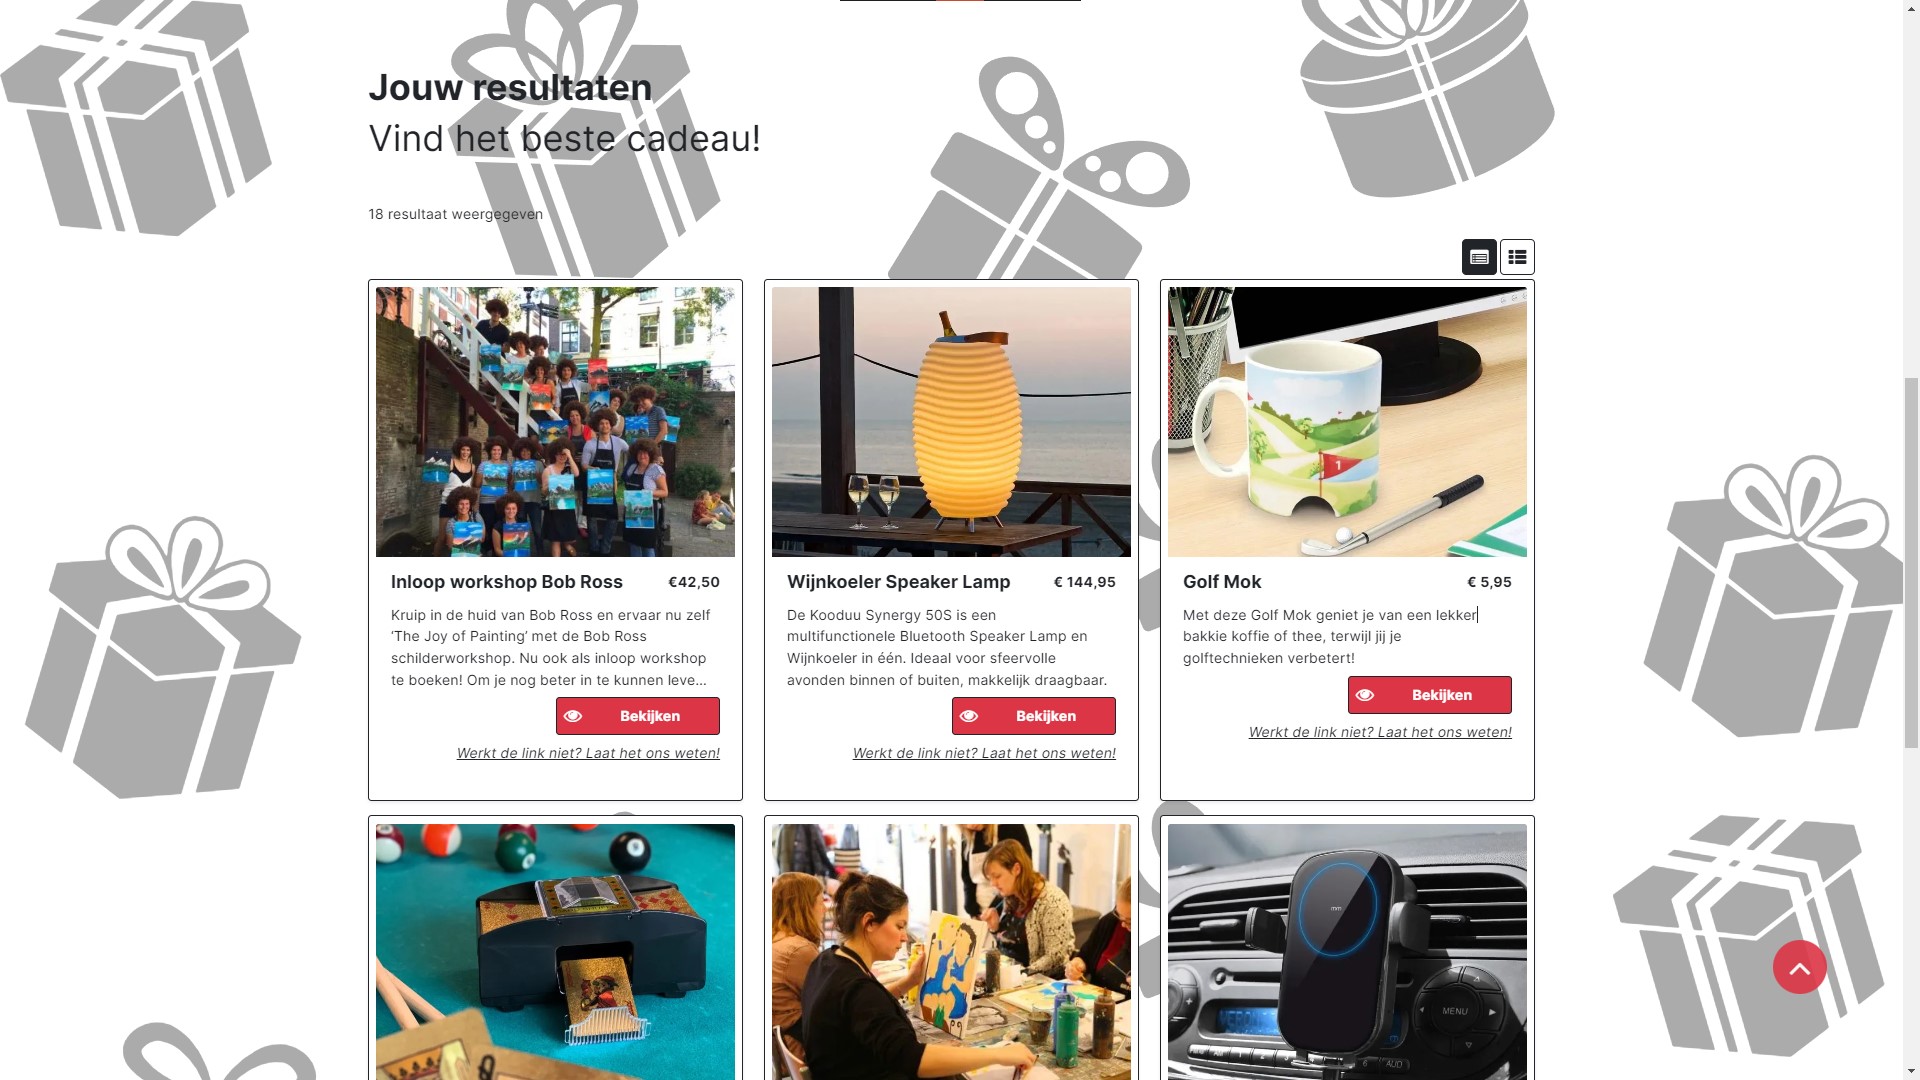 Jouw resultaten
Vind het beste cadeau!
18 resultaat weergegeven
Inloop workshop Bob Ross €42,50
Kruip in de huid van Bob Ross en ervaar nu zelf
‘The Joy of Painting’ met de Bob Ross
schilderworkshop. Nu ook als inloop workshop
te boeken! Om je nog beter in te kunnen leve...
Bekijken
Werkt de link niet? Laat het ons weten!
Wijnkoeler Speaker Lamp € 144,95
De Kooduu Synergy 50S is een
multifunctionele Bluetooth Speaker Lamp en
Wijnkoeler in één. Ideaal voor sfeervolle
avonden binnen of buiten, makkelijk draagbaar.
Bekijken
Werkt de link niet? Laat het ons weten!
1
Golf Mok € 5,95
Met deze Golf Mok geniet je van een lekker
bakkie koffie of thee, terwijl jij je
golftechnieken verbetert!
Bekijken
Werkt de link niet? Laat het ons weten!
MENU
AUD